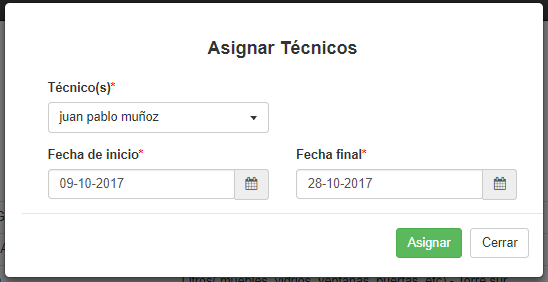 Asignar Técnicos
Técnico(s)*
juan pablo muñoz
Fecha de inicio*
Fecha final*
09-10-2017
28-10-2017
Asignar
Cerrar